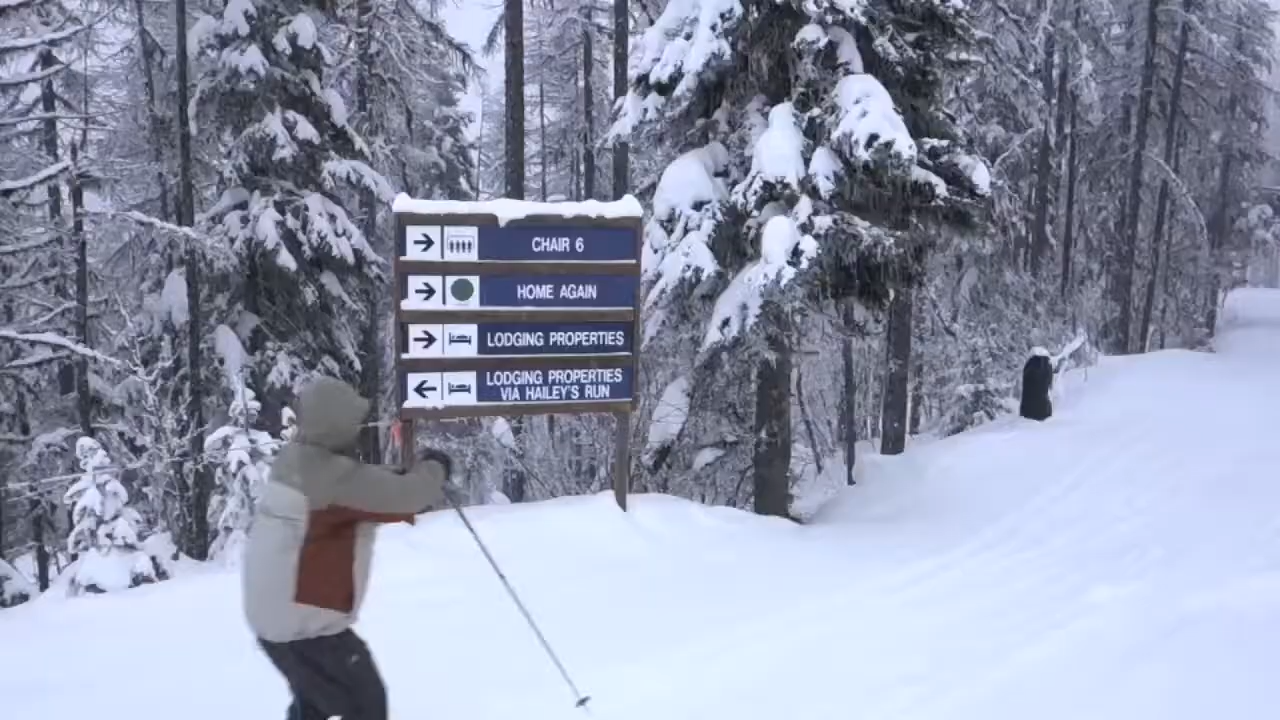 CHAIR 6
HOME AGAIN
LODGING PROPERTIES
LODGING PROPERTIES
VIA HAILEY'S RUN